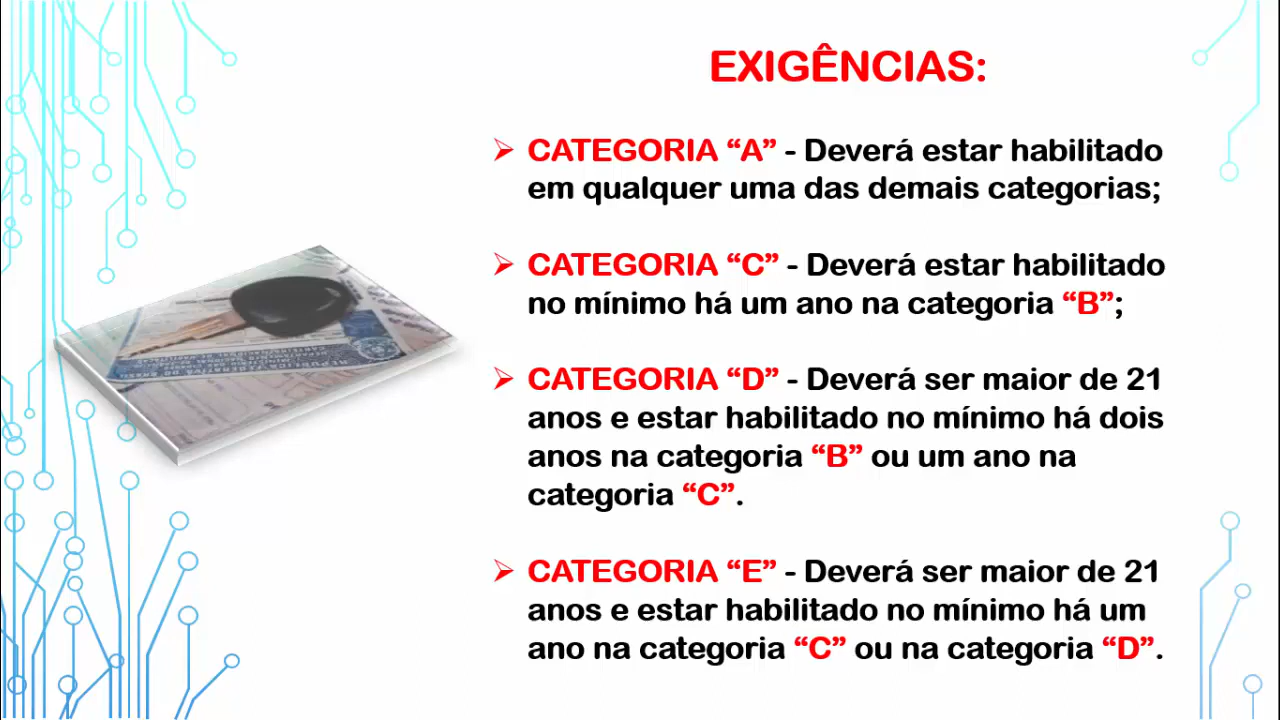 EXIGÊNCIAS:
➢ CATEGORIA “A” - Deverá estar habilitado
em qualquer uma das demais categorias;
➢ CATEGORIA “C” - Deverá estar habilitado
no mínimo há um ano na categoria “B”;
➢ CATEGORIA “D” - Deverá ser maior de 21
anos e estar habilitado no mínimo há dois
anos na categoria “B” ou um ano na
categoria “C”.
➢ CATEGORIA “E” - Deverá ser maior de 21
anos e estar habilitado no mínimo há um
ano na categoria “C” ou na categoria “D”.